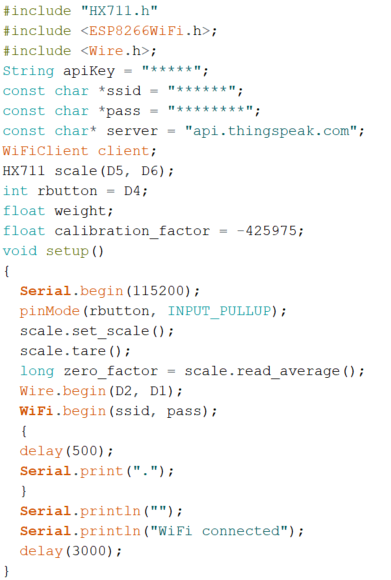 #include "HX711.h"
#include <ESP8266WiFi.h>;
#include <Wire.h>;
String apiKey = "*****";
const char *ssid = "******";
const char *pass = "********";
const char* server = "api.thingspeak.com";
WiFiClient client;
HX711 scale(D5, D6);
int rbutton = D4;
float weight;
float calibration_factor = -425975;
void setup()
{
  Serial.begin(115200);
  pinMode(rbutton, INPUT_PULLUP);
  scale.set_scale();
  scale.tare();
  long zero_factor = scale.read_average();
  Wire.begin(D2, D1);
  WiFi.begin(ssid, pass);
  {
  delay(500);
  Serial.print(".");
  }
  Serial.println("");
  Serial.println("WiFi connected");
  delay(3000);
}